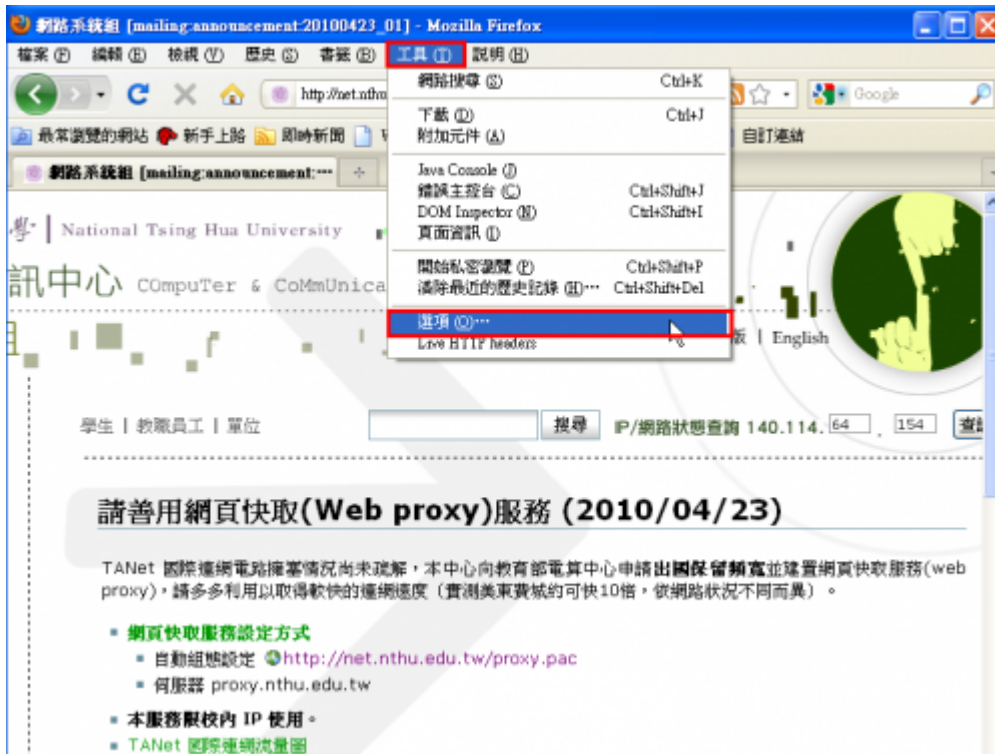 網路系統組 [mailing:announcement:20100423_01] - Mozilla Firefox
檔案(F) 編輯(E) 檢視(V) 歷史(S) 書籤(B) 工具(T) 說明(H)
網路搜尋(S) Ctrl+K
下載(D) Ctrl+J
附加元件(A)
Java Console (J)
錯誤主控台(C) Ctrl+Shift+J
DOM Inspector (N) Ctrl+Shift+I
頁面資訊(I)
開始私密瀏覽(P) Ctrl+Shift+P
清除最近的歷史記錄(H)… Ctrl+Shift+Del
選項(O)…
Live HTTP headers
http://net.nthu
Google
最常瀏覽的網站 新手上路 即時新聞
自訂連結
網路系統組 [mailing:announcement:…
學 | National Tsing Hua University
訊中心 COmpuTer & CoMmUnica
組
版 | English
學生 | 教職員工 | 單位 搜尋 IP/網路狀態查詢 140.114. 64 . 154
請善用網頁快取(Web proxy)服務 (2010/04/23)
TANet 國際連網電路擁塞情況尚未疏解，本中心向教育部電算中心申請出國保留頻寬並建置網頁快取服務(web
proxy)，請多多利用以取得較快的連網速度（實測美東費城約可快10倍，依網路狀況不同而異）。
網頁快取服務設定方式
自動組態設定 http://net.nthu.edu.tw/proxy.pac
伺服器 proxy.nthu.edu.tw
本服務限校內 IP 使用。
TANet 國際連網流量圖